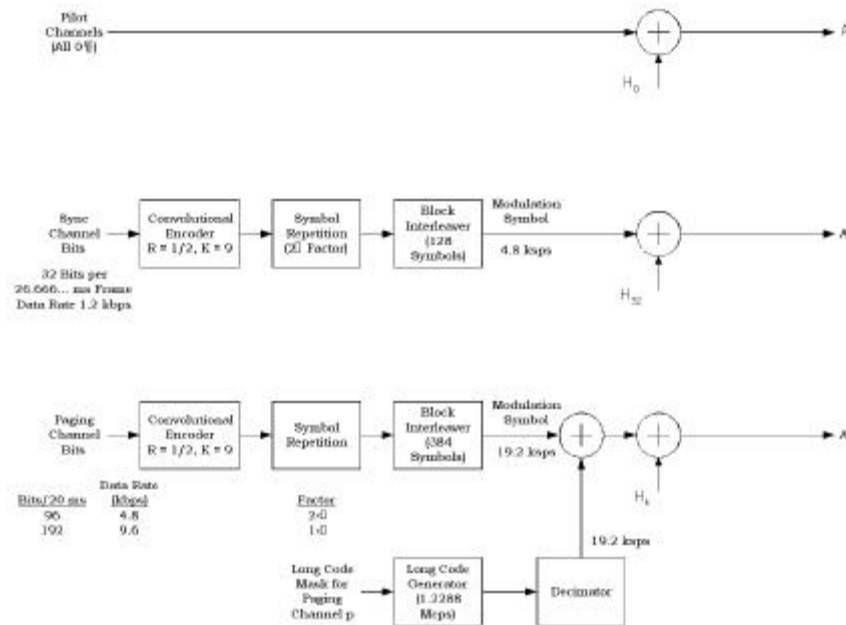 Pilot
Channels
(All 0's)
H0
A
Sync
Channel
Bits
Convolutional
Encoder
R = 1/2, K = 9
Symbol
Repetition
(2 Factor)
Block
Interleaver
(128
Symbols)
Modulation
Symbol
4.8 ksps
A
32 Bits per
26.666... ms Frame
Data Rate 1.2 kbps
H32
Paging
Channel
Bits
Convolutional
Encoder
R = 1/2, K = 9
Symbol
Repetition
Block
Interleaver
(384
Symbols)
Modulation
Symbol
19.2 ksps
A
Bits/20 ms
Data Rate
(kbps)
Factor
96 4.8 2×
192 9.6 1×
19.2 ksps
Long Code
Mask for
Paging
Channel p
Long Code
Generator
(1.2288
Mcps)
Decimator